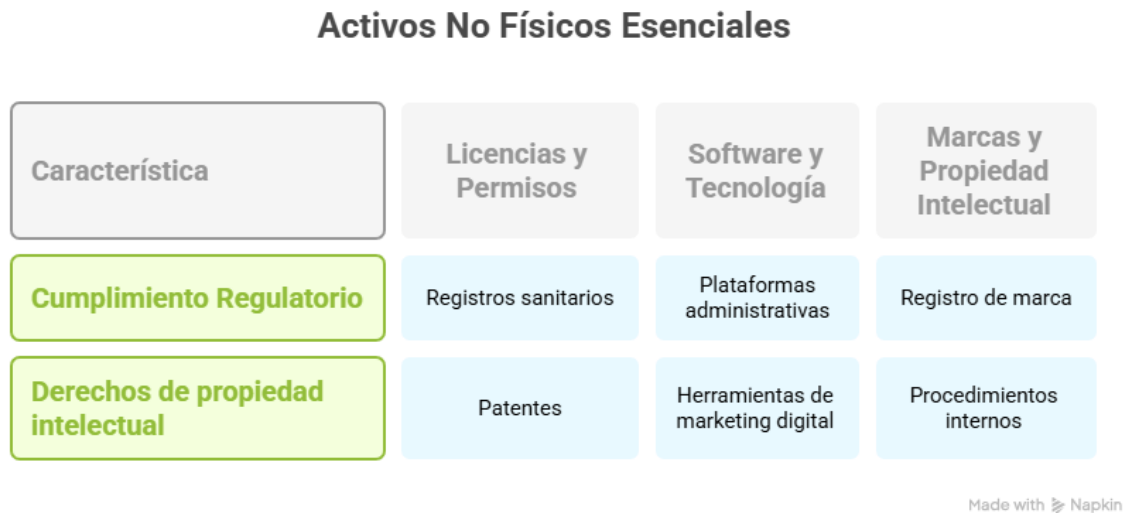 Activos No Físicos Esenciales
Característica
Licencias y
Permisos
Software y
Tecnología
Marcas y
Propiedad
Intelectual
Cumplimiento Regulatorio
Registros sanitarios
Plataformas
administrativas
Registro de marca
Derechos de propiedad
intelectual
Patentes
Herramientas de
marketing digital
Procedimientos
internos
Made with Napkin